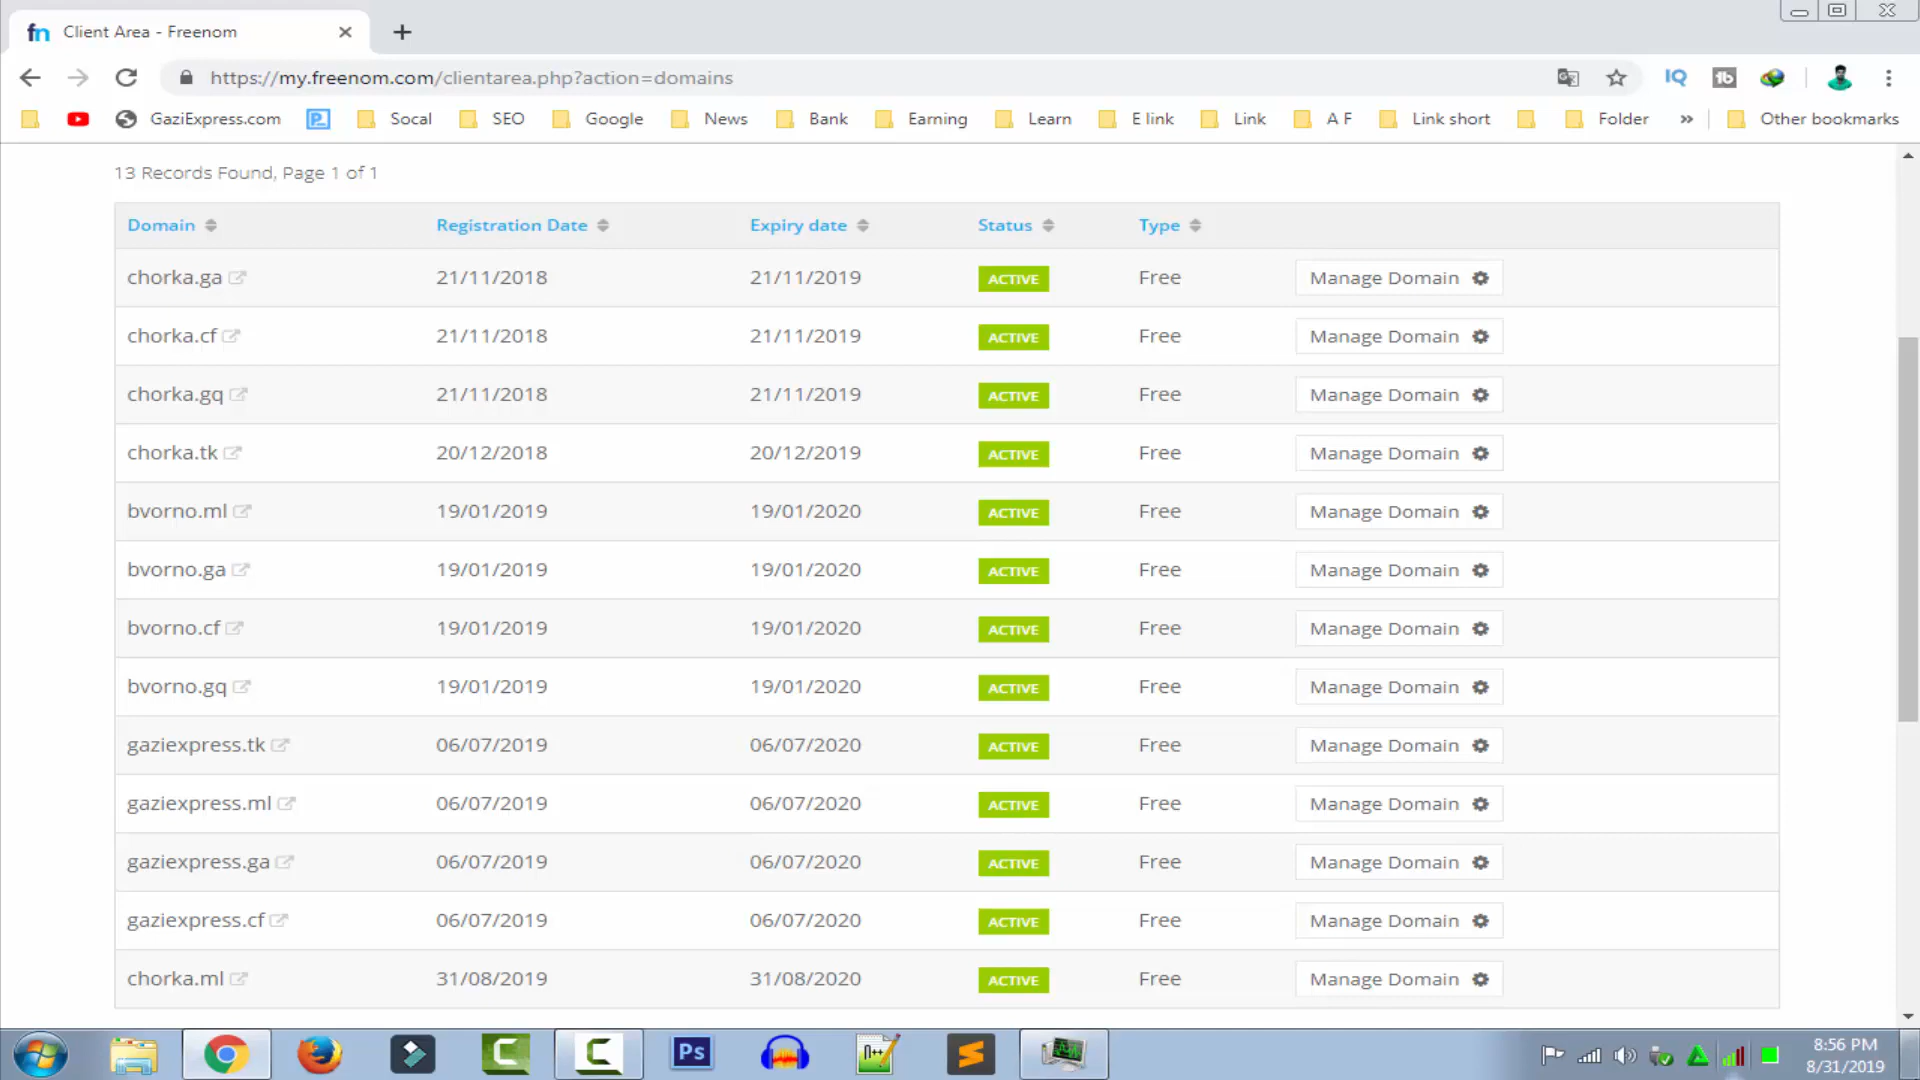 fn Client Area - Freenom
https://my.freenom.com/clientarea.php?action=domains
IQ tb
GaziExpress.com Socal SEO Google News Bank Earning Learn E link Link A F Link short Folder » Other bookmarks
13 Records Found, Page 1 of 1
Domain Registration Date Expiry date Status Type
chorka.ga 21/11/2018 21/11/2019 ACTIVE Free Manage Domain
chorka.cf 21/11/2018 21/11/2019 ACTIVE Free Manage Domain
chorka.gq 21/11/2018 21/11/2019 ACTIVE Free Manage Domain
chorka.tk 20/12/2018 20/12/2019 ACTIVE Free Manage Domain
bvorno.ml 19/01/2019 19/01/2020 ACTIVE Free Manage Domain
bvorno.ga 19/01/2019 19/01/2020 ACTIVE Free Manage Domain
bvorno.cf 19/01/2019 19/01/2020 ACTIVE Free Manage Domain
bvorno.gq 19/01/2019 19/01/2020 ACTIVE Free Manage Domain
gaziexpress.tk 06/07/2019 06/07/2020 ACTIVE Free Manage Domain
gaziexpress.ml 06/07/2019 06/07/2020 ACTIVE Free Manage Domain
gaziexpress.ga 06/07/2019 06/07/2020 ACTIVE Free Manage Domain
gaziexpress.cf 06/07/2019 06/07/2020 ACTIVE Free Manage Domain
chorka.ml 31/08/2019 31/08/2020 ACTIVE Free Manage Domain
Ps
8:56 PM
8/31/2019